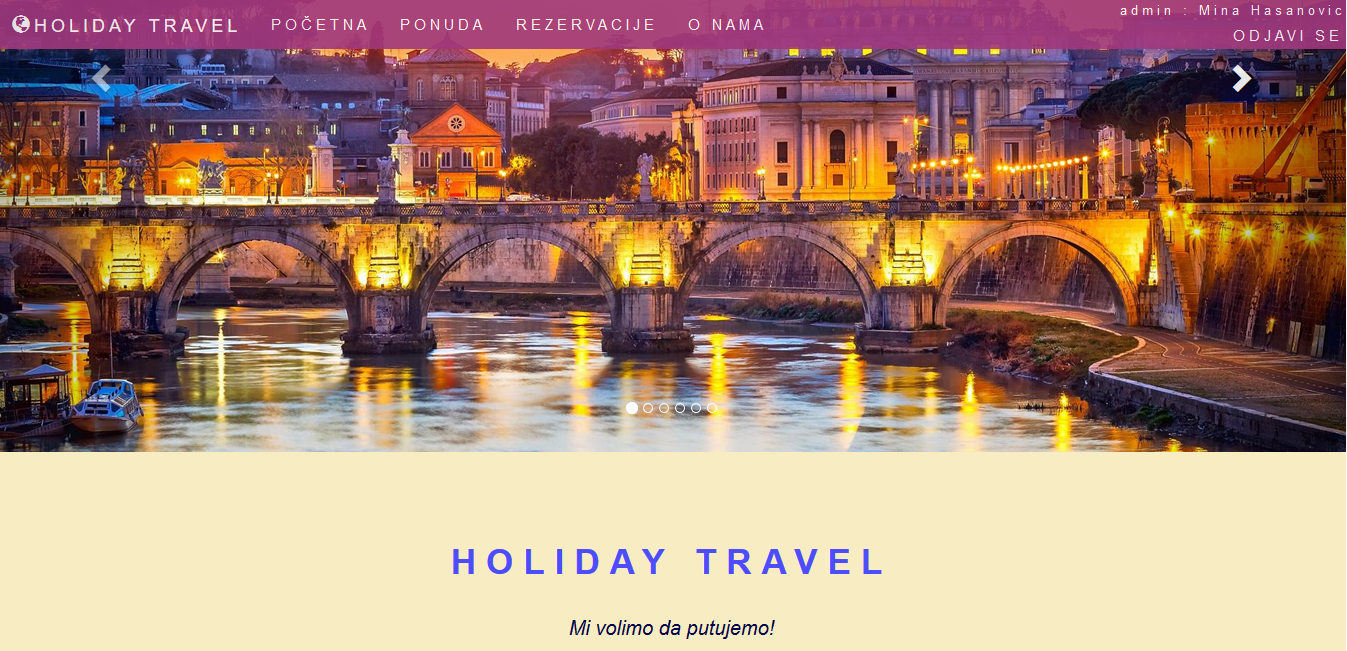 HOLIDAY TRAVEL POČETNA PONUDA REZERVACIJE O NAMA
admin : Mina Hasanovic
ODJAVI SE
HOLIDAY TRAVEL
Mi volimo da putujemo!